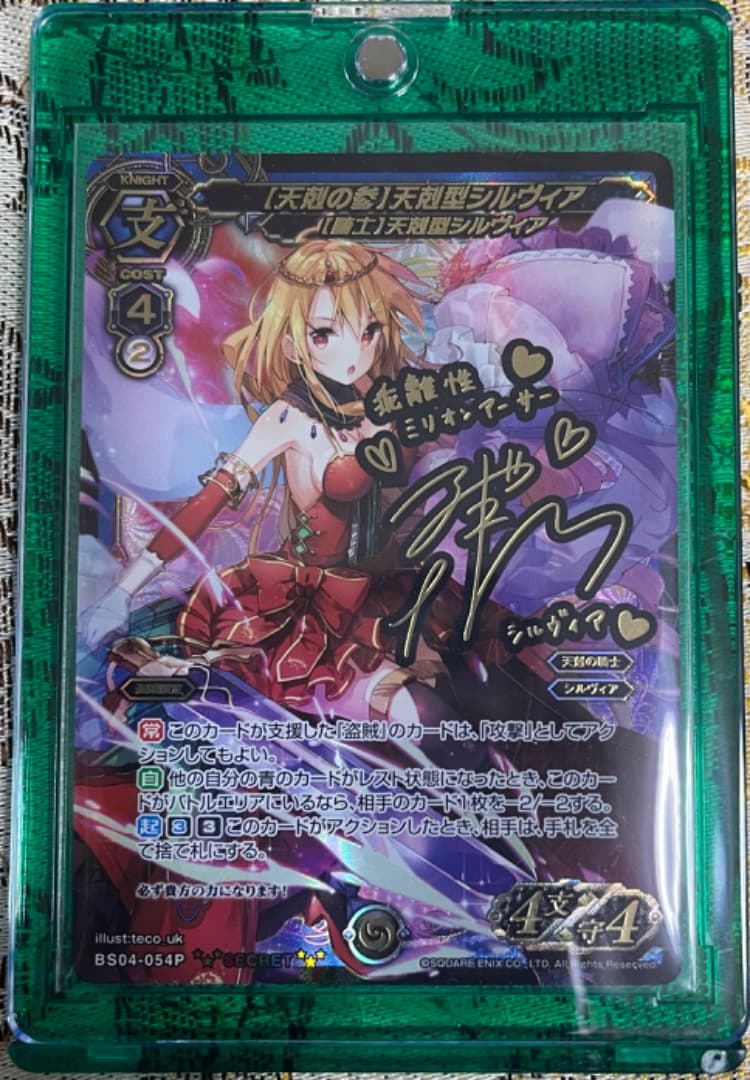 KNIGHT
支
COST
4
2
【天剋の参】天剋型シルヴィア
(【騎士】天剋型シルヴィア)
乖離性
ミリオンアーサー
シルヴィア
天剋の騎士
シルヴィア
常 このカードが支援した「盗賊」のカードは、「攻撃」としてアク
ションしてもよい。
自 他の自分の青のカードがレスト状態になったとき、このカー
ドがバトルエリアにいるなら、相手のカード1枚を-2/-2する。
起 3 3 このカードがアクションしたとき、相手は、手札を全
て捨て札にする。
必ず貴方の力になります!
4支 守4
illust:teco_uk
BS04-054P SECRET
©SQUARE ENIX CO., LTD. All Rights Reserved.